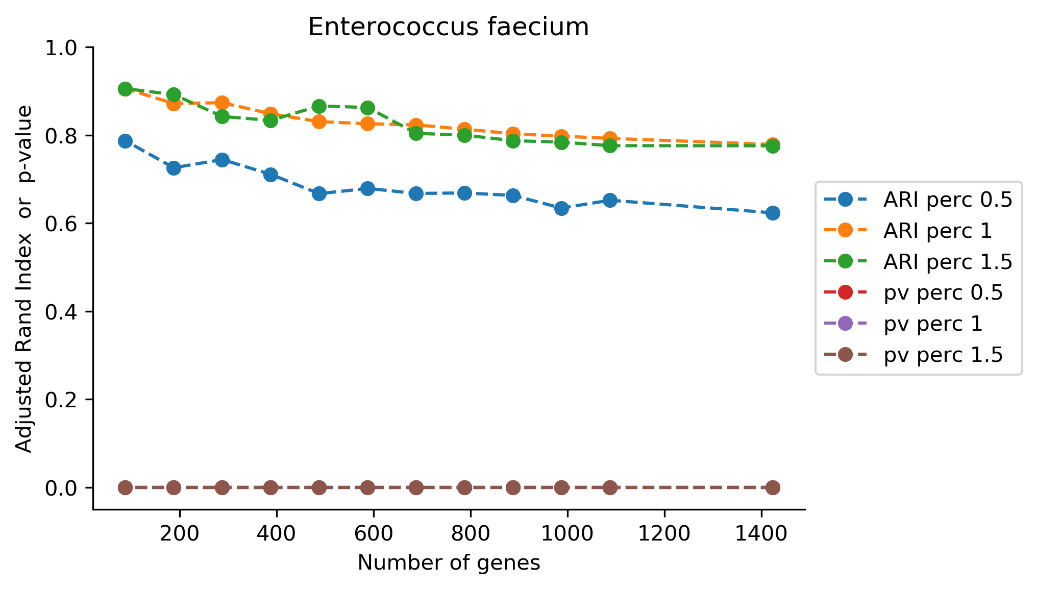 Enterococcus faecium
1.0
0.8
0.6
0.4
0.2
0.0
Adjusted Rand Index or p-value
200 400 600 800 1000 1200 1400
Number of genes
ARI perc 0.5
ARI perc 1
ARI perc 1.5
pv perc 0.5
pv perc 1
pv perc 1.5